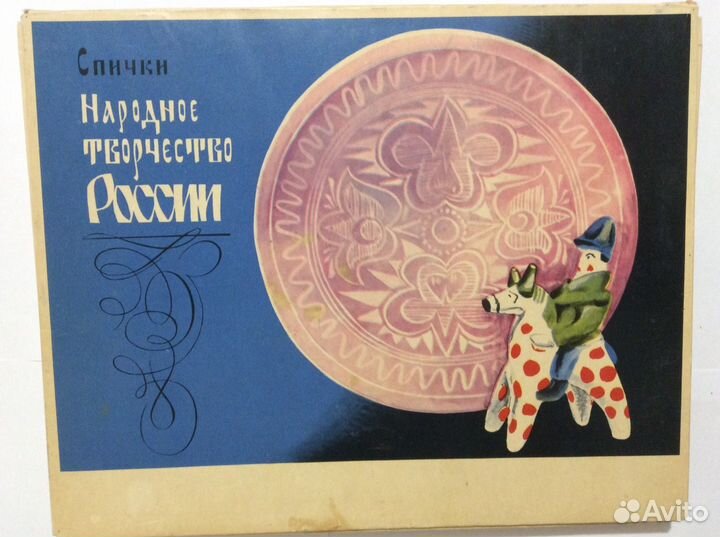 Спички
Народное
творчество
России
Avito